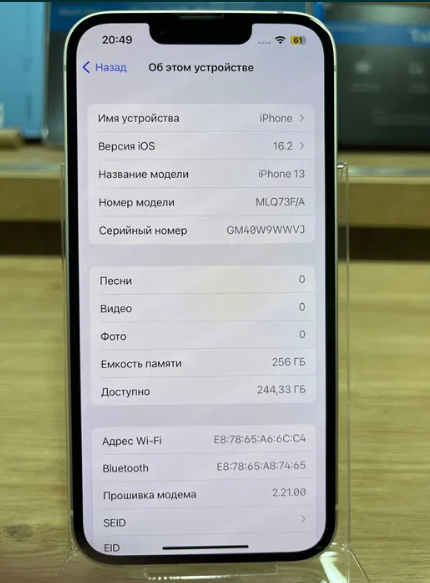 20:49
61
Назад
Об этом устройстве
Имя устройства iPhone
Версия iOS 16.2
Название модели iPhone 13
Номер модели MLQ73F/A
Серийный номер GM40W9WWVJ
Песни 0
Видео 0
Фото 0
Емкость памяти 256 ГБ
Доступно 244,33 ГБ
Адрес Wi-Fi E8:78:65:A6:6C:C4
Bluetooth E8:78:65:A8:74:65
Прошивка модема 2.21.00
SEID
EID